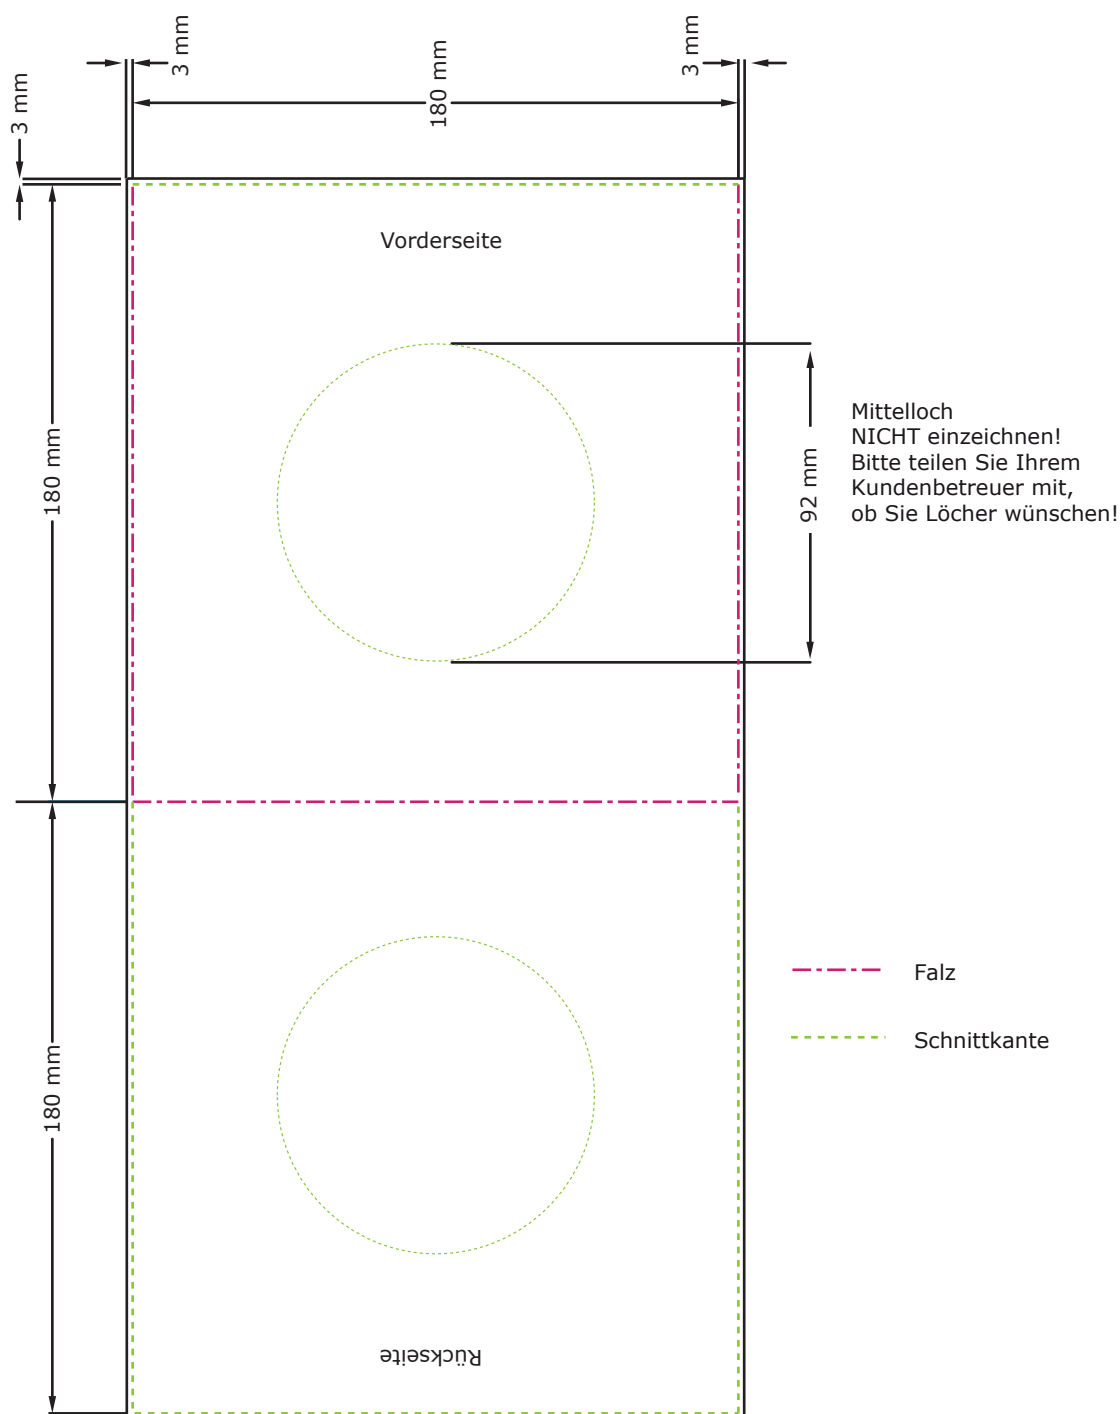 3 mm
3 mm
3 mm
180 mm
Vorderseite
180 mm
92 mm
Mittelloch
NICHT einzeichnen!
Bitte teilen Sie Ihrem
Kundenbetreuer mit,
ob Sie Löcher wünschen!
Falz
Schnittkante
180 mm
Rückseite